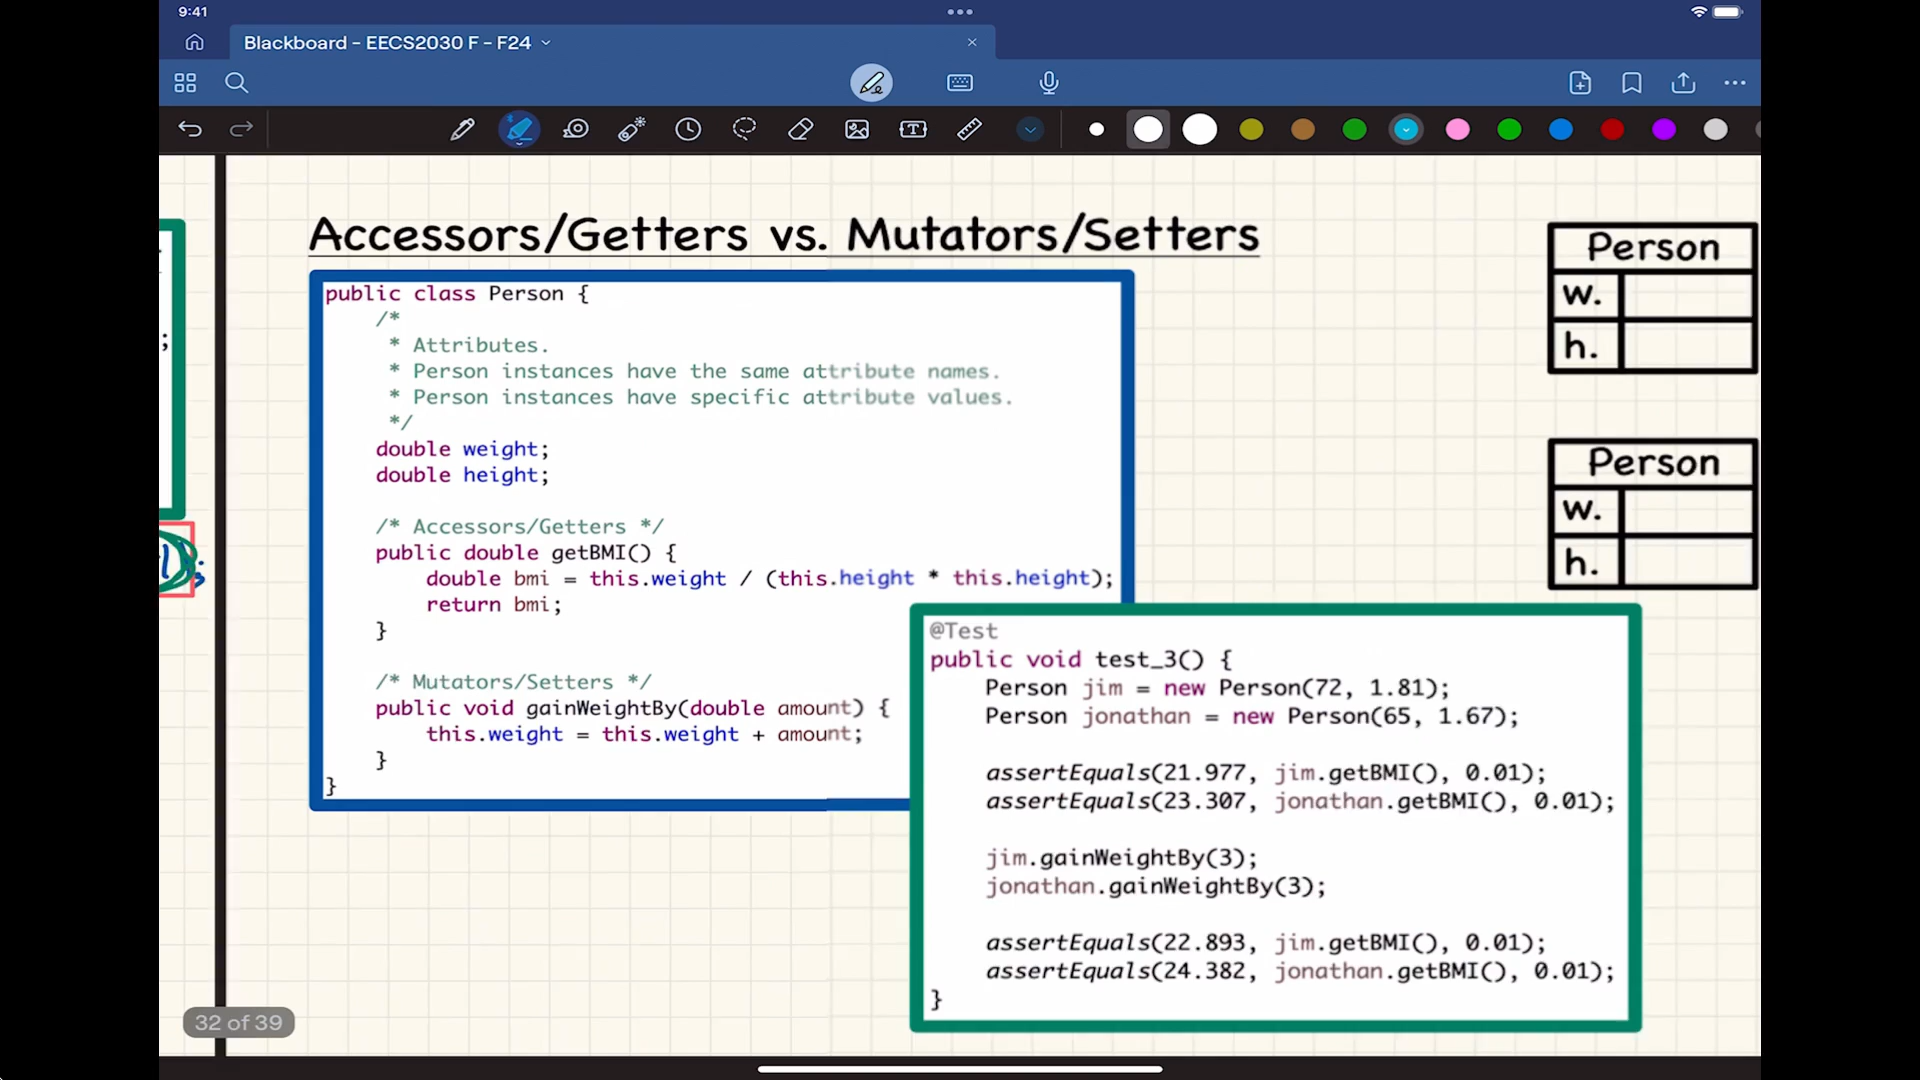 9:41
Blackboard - EECS2030 F - F24
Accessors/Getters vs. Mutators/Setters
public class Person {
/*
* Attributes.
* Person instances have the same attribute names.
* Person instances have specific attribute values.
*/
double weight;
double height;
/* Accessors/Getters */
public double getBMI() {
double bmi = this.weight / (this.height * this.height);
return bmi;
}
/* Mutators/Setters */
public void gainWeightBy(double amount) {
this.weight = this.weight + amount;
}
}
@Test
public void test_3() {
Person jim = new Person(72, 1.81);
Person jonathan = new Person(65, 1.67);
assertEquals(21.977, jim.getBMI(), 0.01);
assertEquals(23.307, jonathan.getBMI(), 0.01);
jim.gainWeightBy(3);
jonathan.gainWeightBy(3);
assertEquals(22.893, jim.getBMI(), 0.01);
assertEquals(24.382, jonathan.getBMI(), 0.01);
}
Person
w.
h.
Person
w.
h.
;
32 of 39